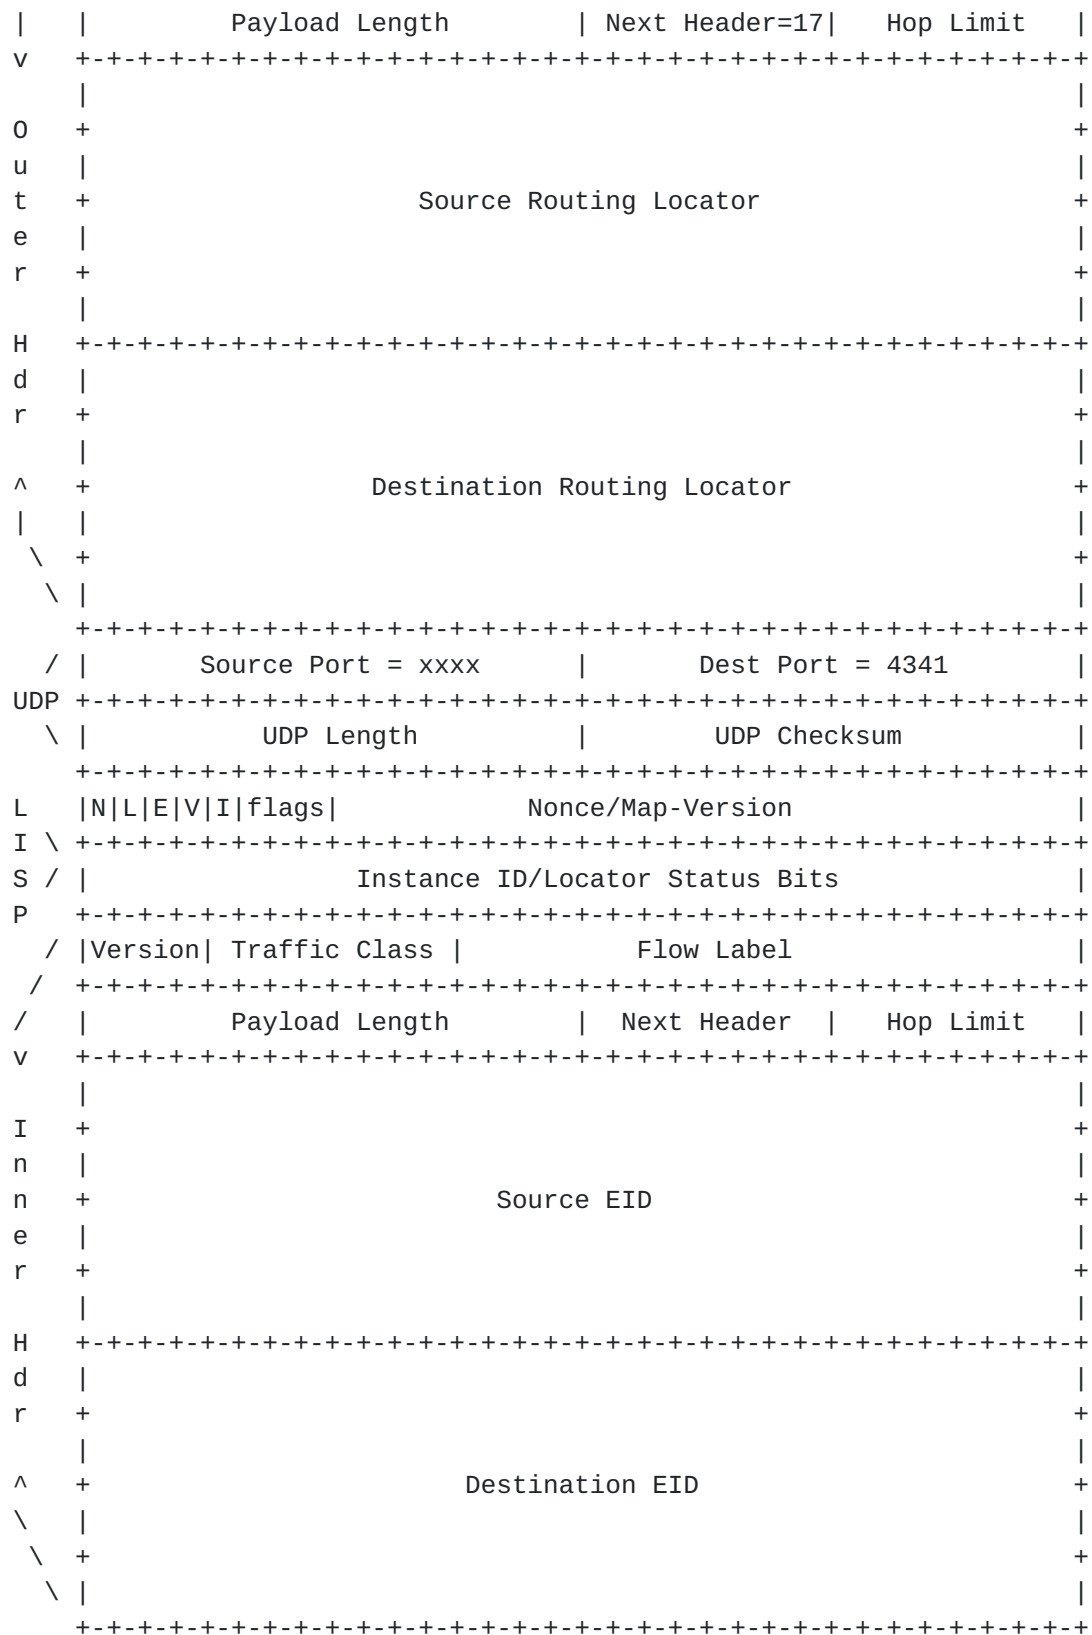 |   |         Payload Length        | Next Header=17|   Hop Limit   |
v   +-+-+-+-+-+-+-+-+-+-+-+-+-+-+-+-+-+-+-+-+-+-+-+-+-+-+-+-+-+-+-+-+
    |                                                               |
O   +                                                               +
u   |                                                               |
t   +                     Source Routing Locator                    +
e   |                                                               |
r   +                                                               +
    |                                                               |
H   +-+-+-+-+-+-+-+-+-+-+-+-+-+-+-+-+-+-+-+-+-+-+-+-+-+-+-+-+-+-+-+-+
d   |                                                               |
r   +                                                               +
    |                                                               |
^   +                  Destination Routing Locator                  +
|   |                                                               |
 \  +                                                               +
  \ |                                                               |
    +-+-+-+-+-+-+-+-+-+-+-+-+-+-+-+-+-+-+-+-+-+-+-+-+-+-+-+-+-+-+-+-+
  / |       Source Port = xxxx      |       Dest Port = 4341        |
UDP +-+-+-+-+-+-+-+-+-+-+-+-+-+-+-+-+-+-+-+-+-+-+-+-+-+-+-+-+-+-+-+-+
  \ |           UDP Length          |        UDP Checksum           |
    +-+-+-+-+-+-+-+-+-+-+-+-+-+-+-+-+-+-+-+-+-+-+-+-+-+-+-+-+-+-+-+-+
L   |N|L|E|V|I|flags|            Nonce/Map-Version                  |
I \ +-+-+-+-+-+-+-+-+-+-+-+-+-+-+-+-+-+-+-+-+-+-+-+-+-+-+-+-+-+-+-+-+
S / |                 Instance ID/Locator Status Bits               |
P   +-+-+-+-+-+-+-+-+-+-+-+-+-+-+-+-+-+-+-+-+-+-+-+-+-+-+-+-+-+-+-+-+
  / |Version| Traffic Class |           Flow Label                  |
 /  +-+-+-+-+-+-+-+-+-+-+-+-+-+-+-+-+-+-+-+-+-+-+-+-+-+-+-+-+-+-+-+-+
/   |         Payload Length        |  Next Header  |   Hop Limit   |
v   +-+-+-+-+-+-+-+-+-+-+-+-+-+-+-+-+-+-+-+-+-+-+-+-+-+-+-+-+-+-+-+-+
    |                                                               |
I   +                                                               +
n   |                                                               |
n   +                          Source EID                           +
e   |                                                               |
r   +                                                               +
    |                                                               |
H   +-+-+-+-+-+-+-+-+-+-+-+-+-+-+-+-+-+-+-+-+-+-+-+-+-+-+-+-+-+-+-+-+
d   |                                                               |
r   +                                                               +
    |                                                               |
^   +                        Destination EID                        +
\   |                                                               |
 \  +                                                               +
  \ |                                                               |
    +-+-+-+-+-+-+-+-+-+-+-+-+-+-+-+-+-+-+-+-+-+-+-+-+-+-+-+-+-+-+-+-+